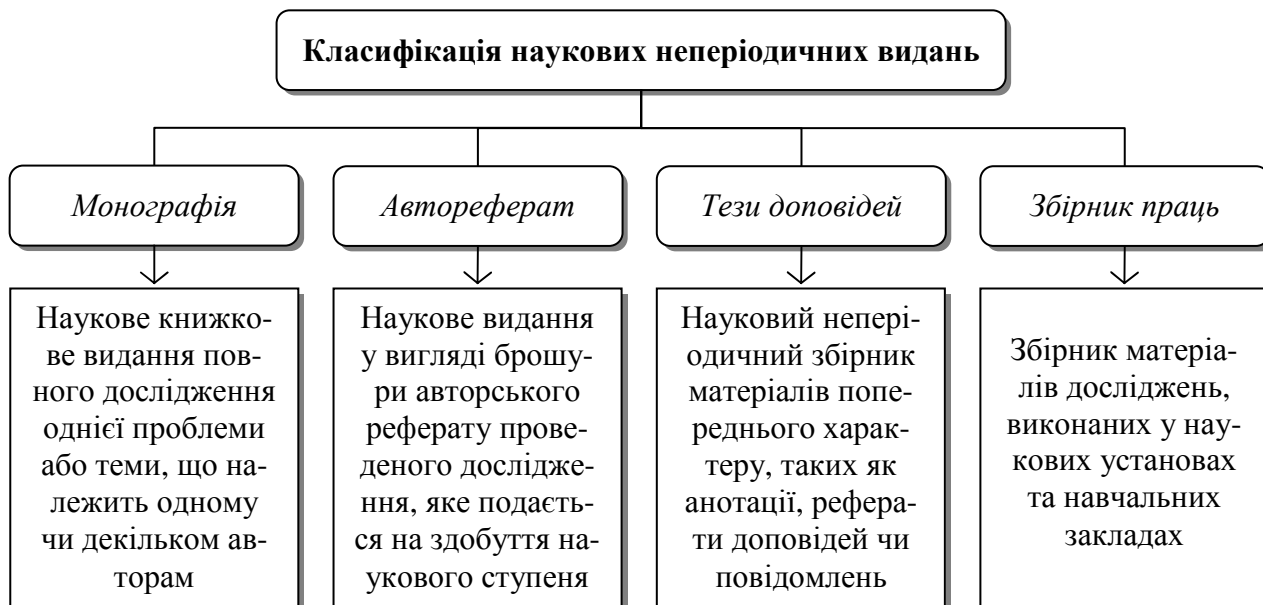 Класифікація наукових неперіодичних видань
Монографія
Автореферат
Тези доповідей
Збірник праць
Наукове книжко-
ве видання пов-
ного дослідження
однієї проблеми
або теми, що на-
лежить одному
чи декільком ав-
торам
Наукове видання
у вигляді брошу-
ри авторського
реферату прове-
деного дослідже-
ння, яке подаєть-
ся на здобуття на-
укового ступеня
Науковий непері-
одичний збірник
матеріалів попе-
реднього харак-
теру, таких як
анотації, рефера-
ти доповідей чи
повідомлень
Збірник матеріа-
лів досліджень,
виконаних у нау-
кових установах
та навчальних
закладах